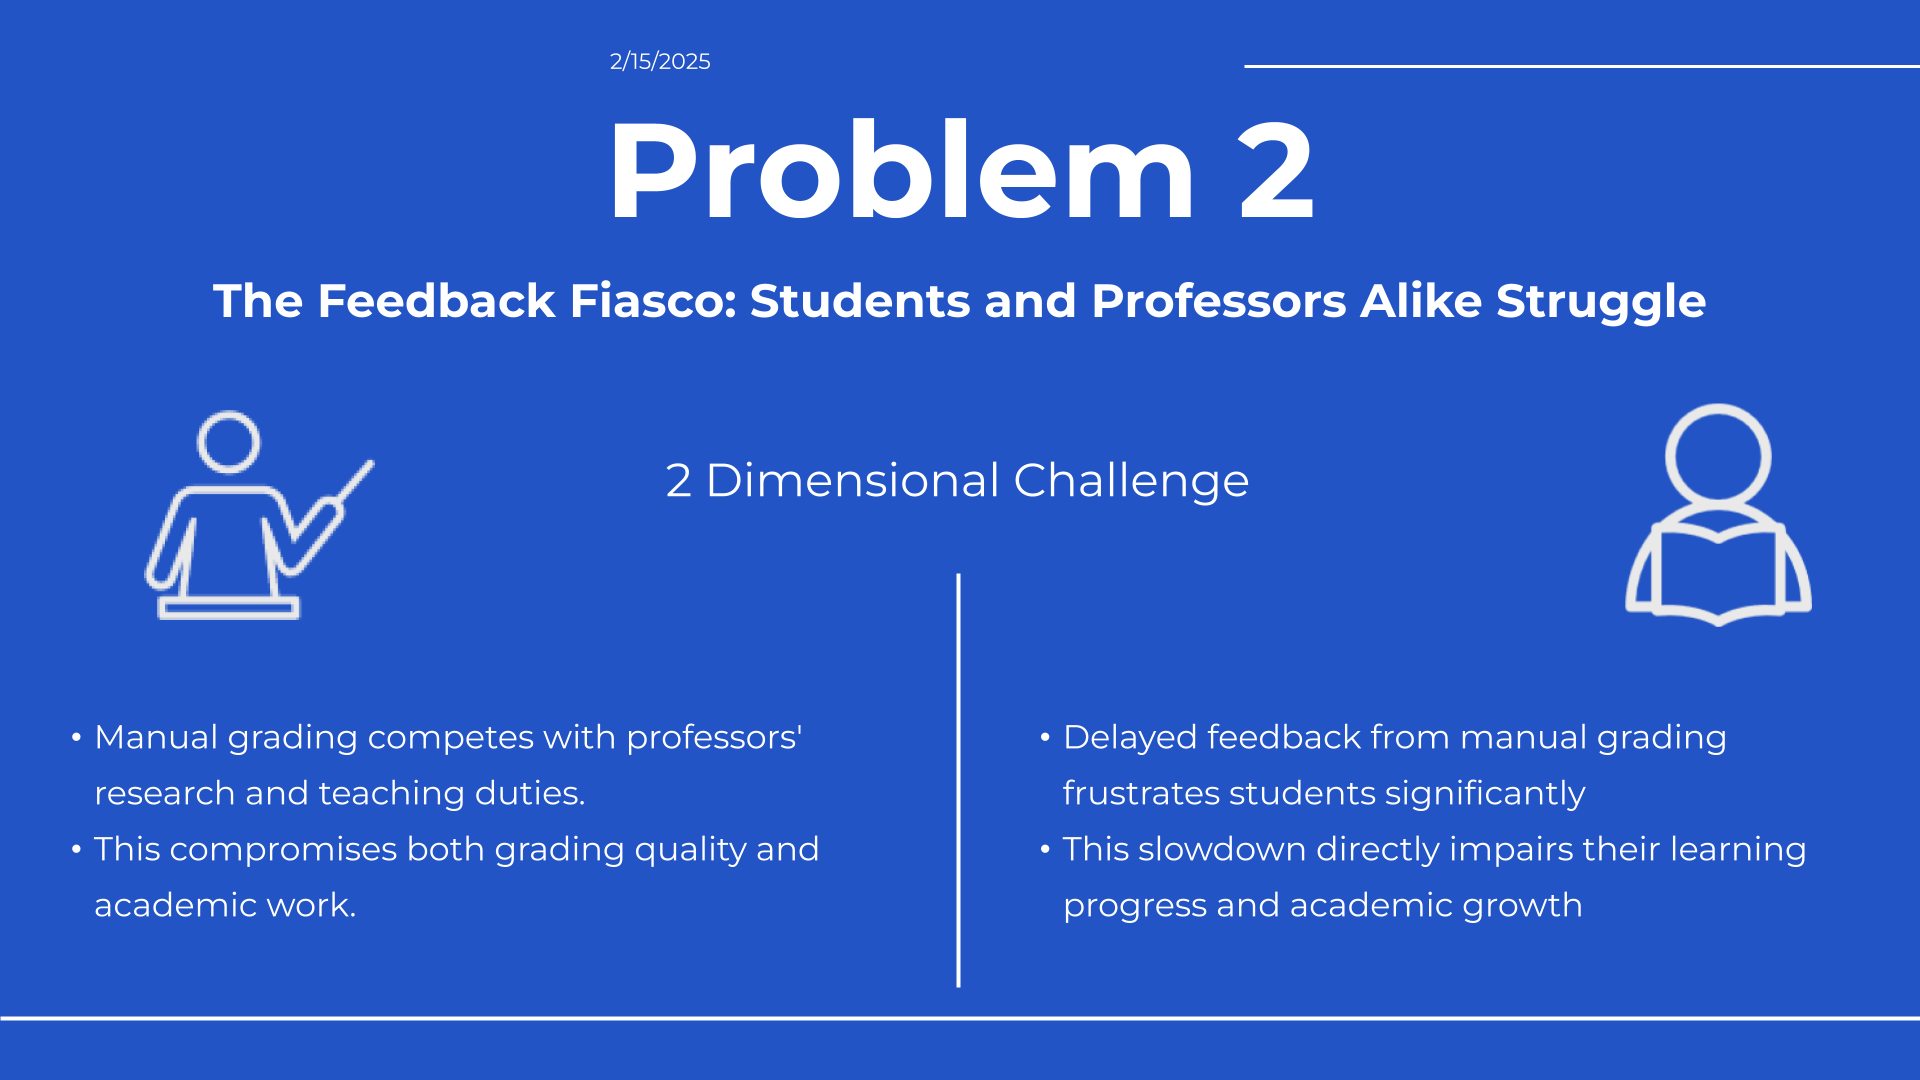 2/15/2025
Problem 2
The Feedback Fiasco: Students and Professors Alike Struggle
2 Dimensional Challenge
• Manual grading competes with professors'
research and teaching duties.
• This compromises both grading quality and
academic work.
• Delayed feedback from manual grading
frustrates students significantly
• This slowdown directly impairs their learning
progress and academic growth